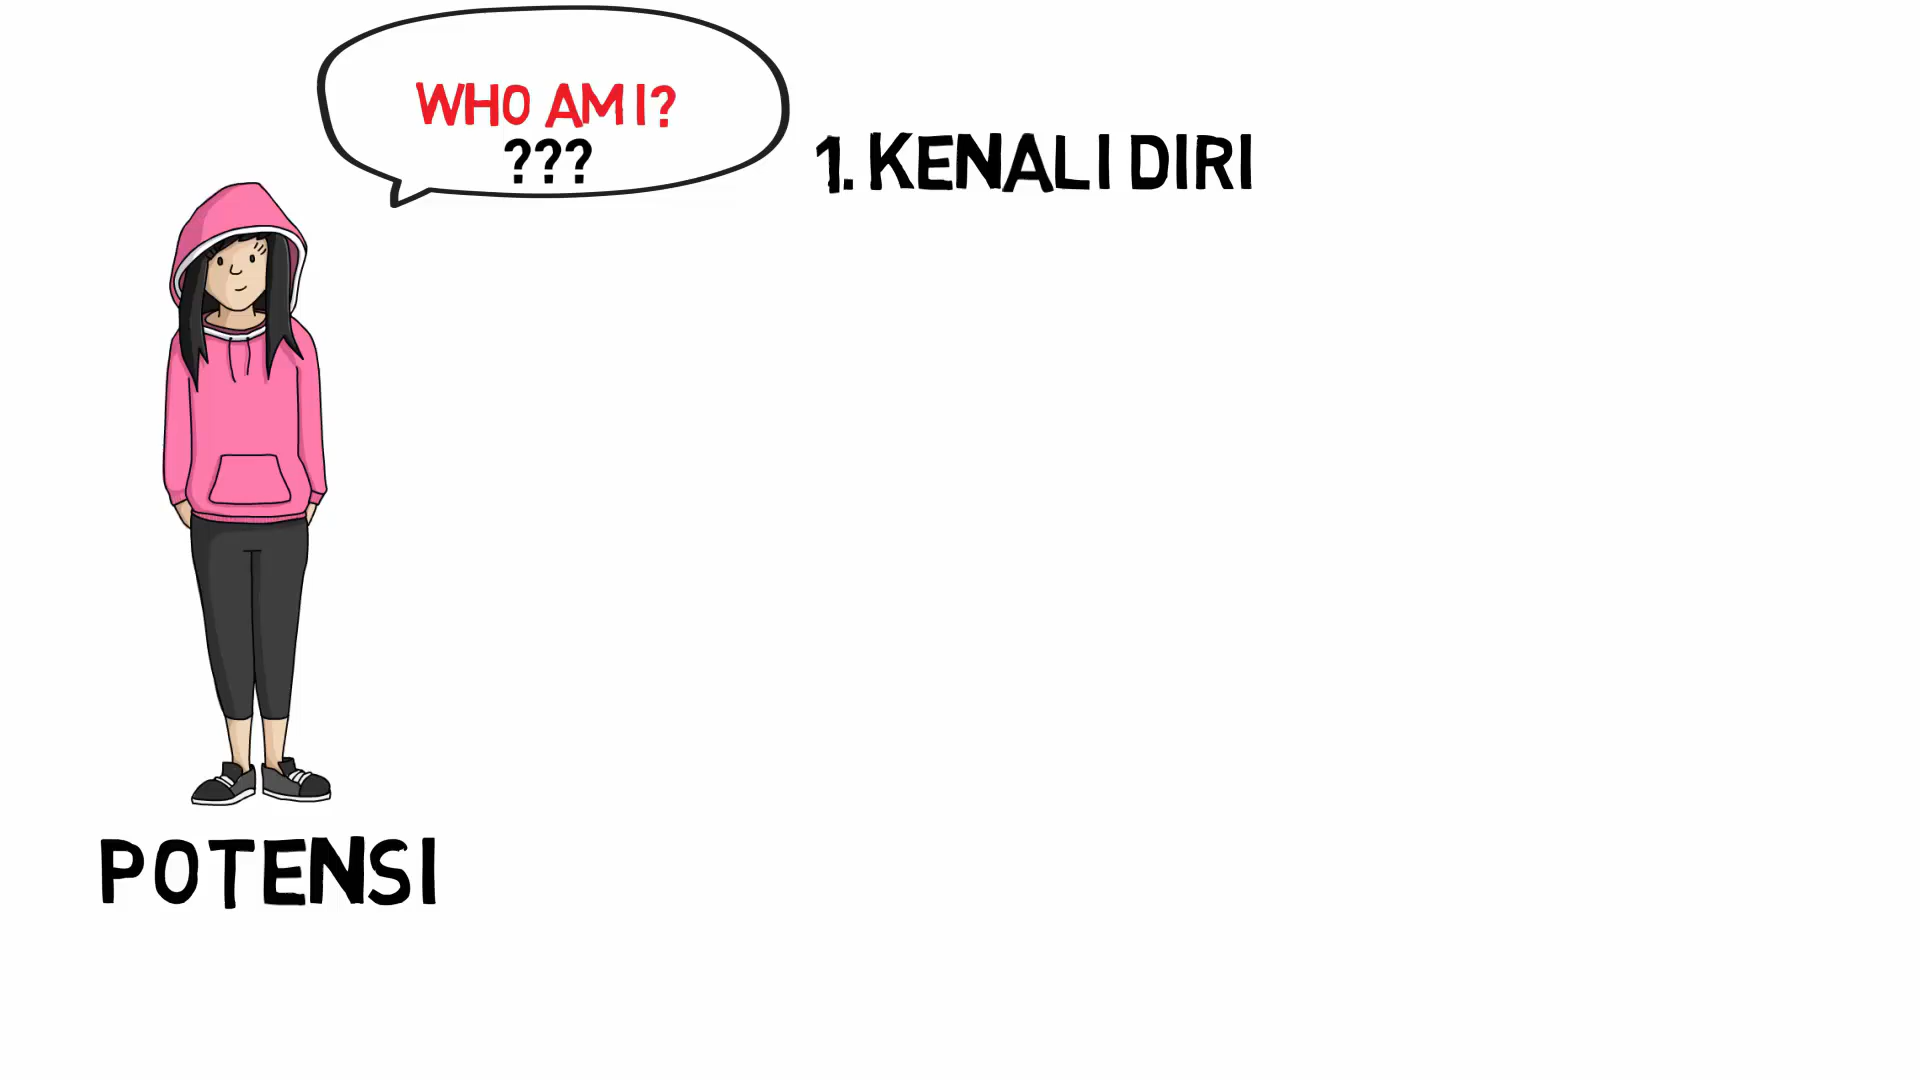 WHO AM I?
???
1. KENALI DIRI
POTENSI